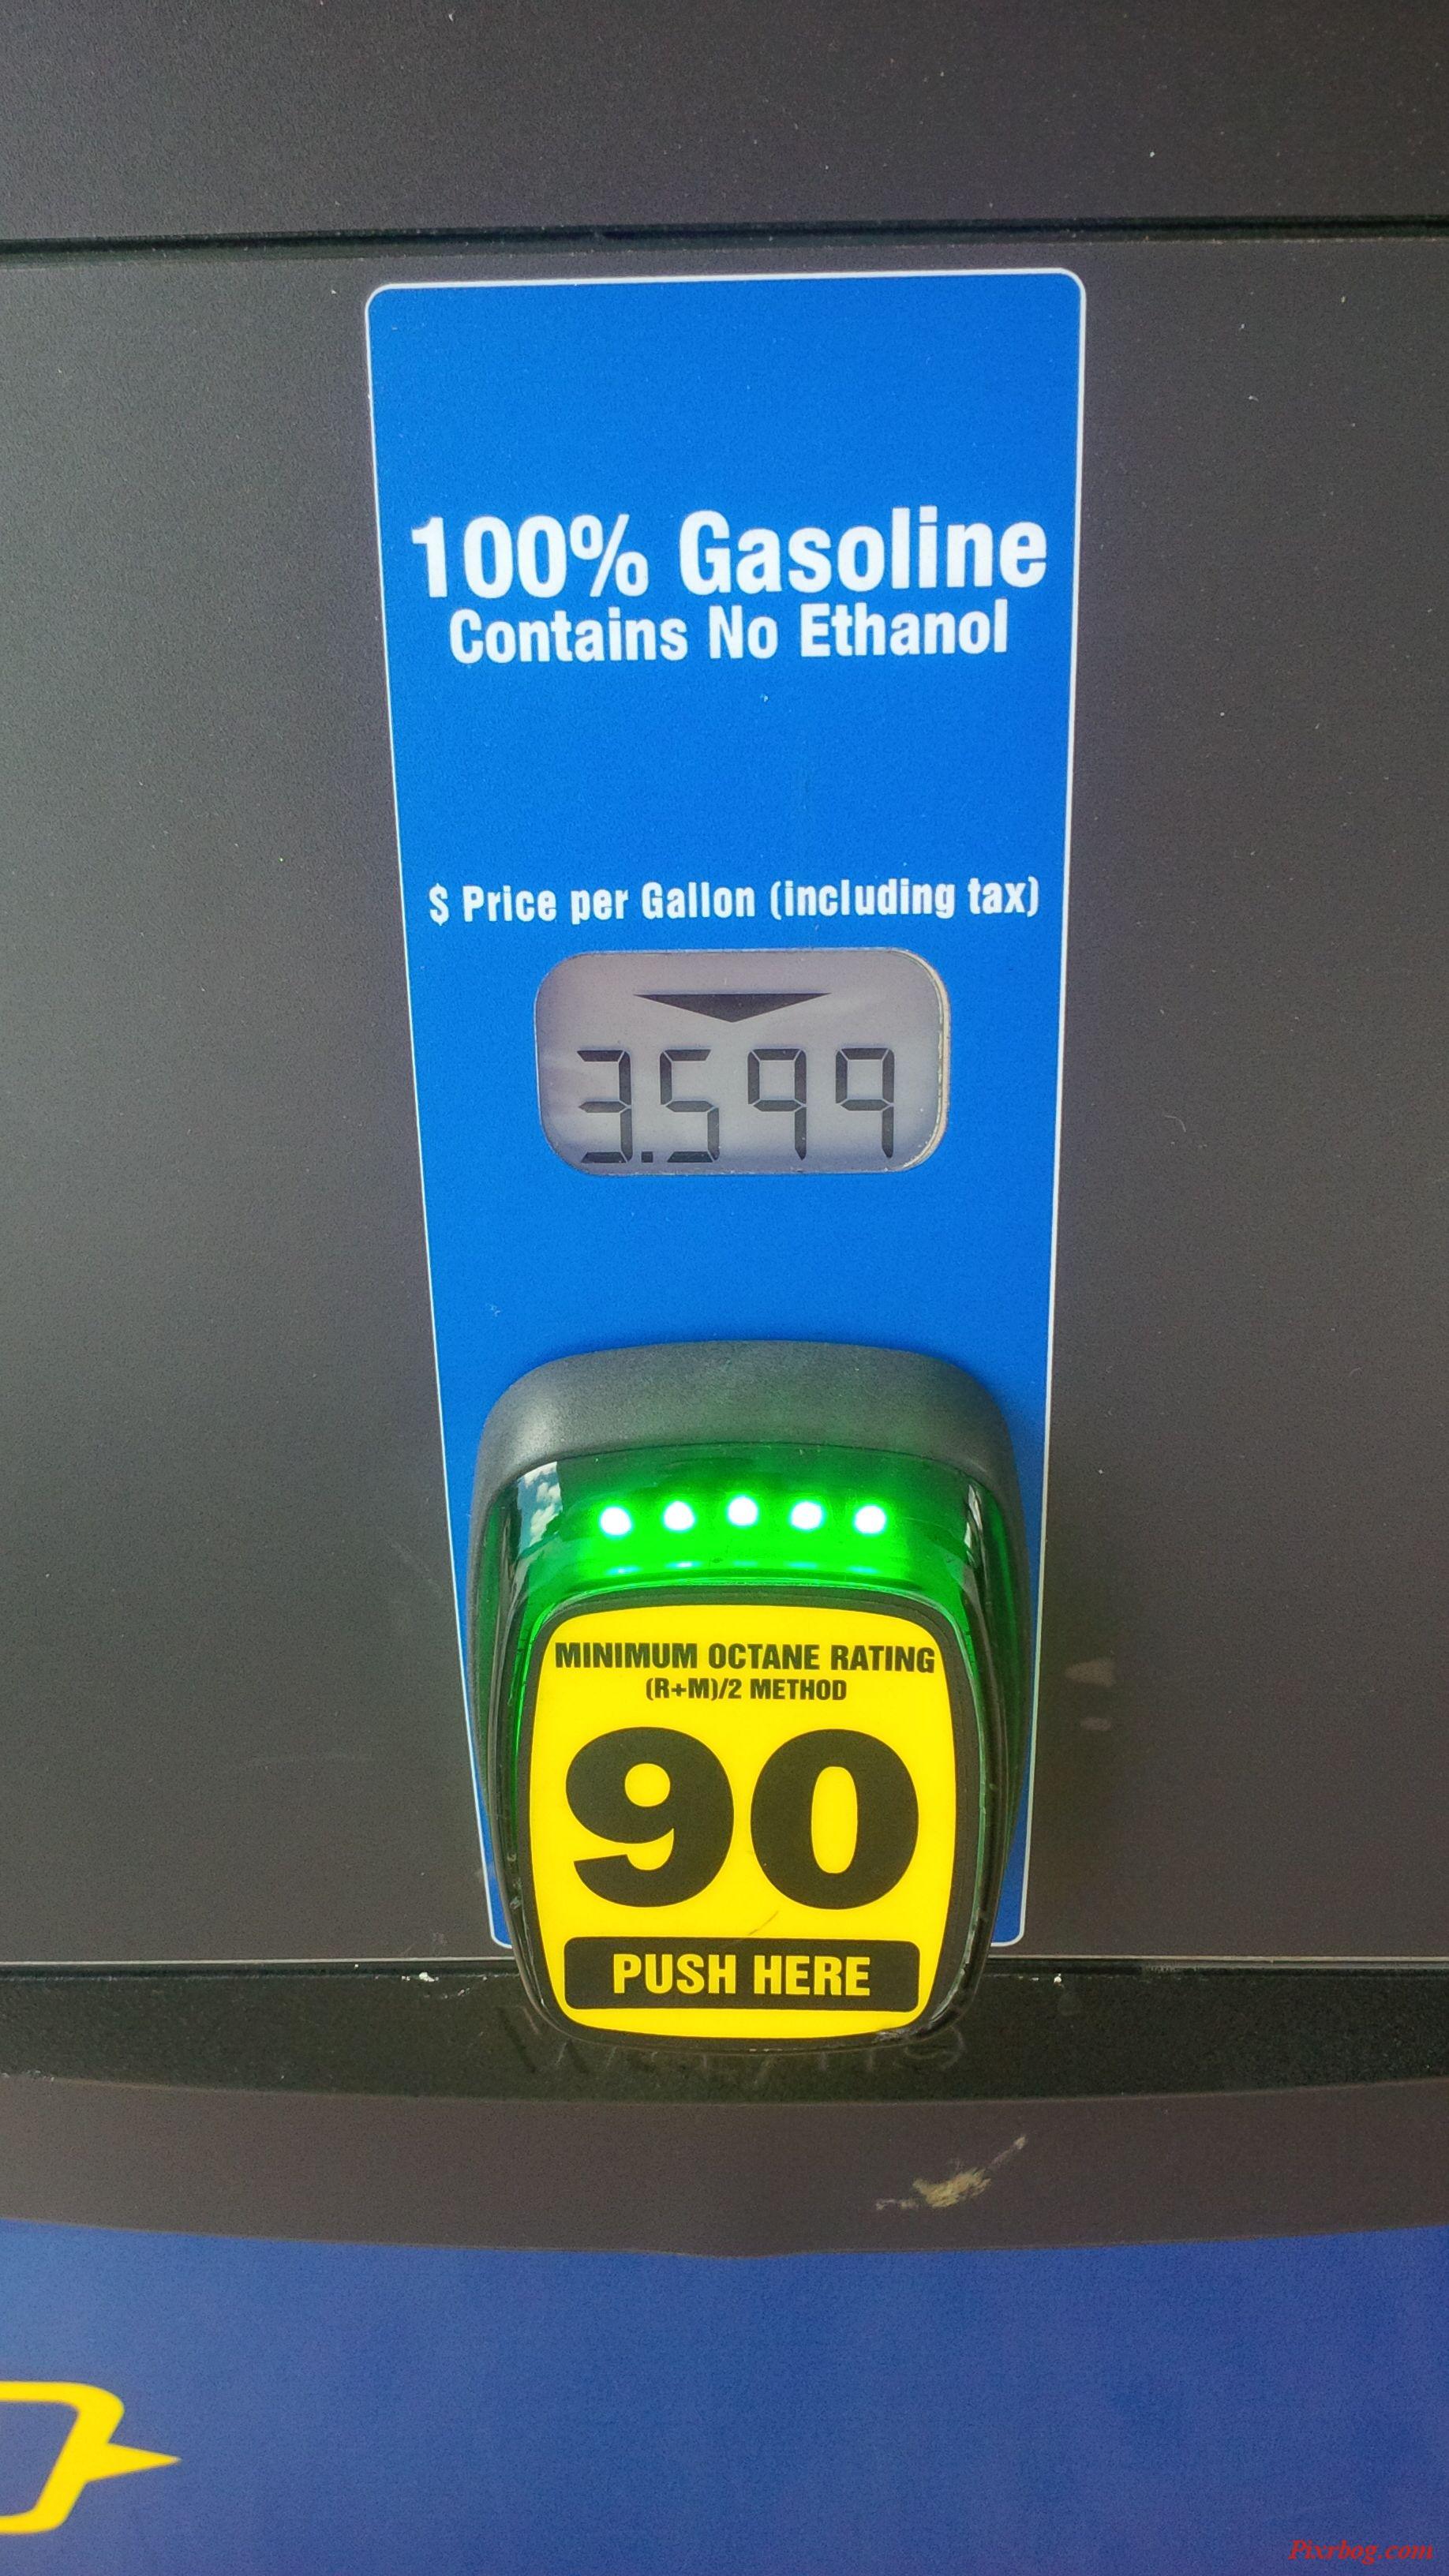 100% Gasoline
Contains No Ethanol
$ Price per Gallon (including tax)
3.599
MINIMUM OCTANE RATING
(R+M)/2 METHOD
90
PUSH HERE
Pixrbog.com